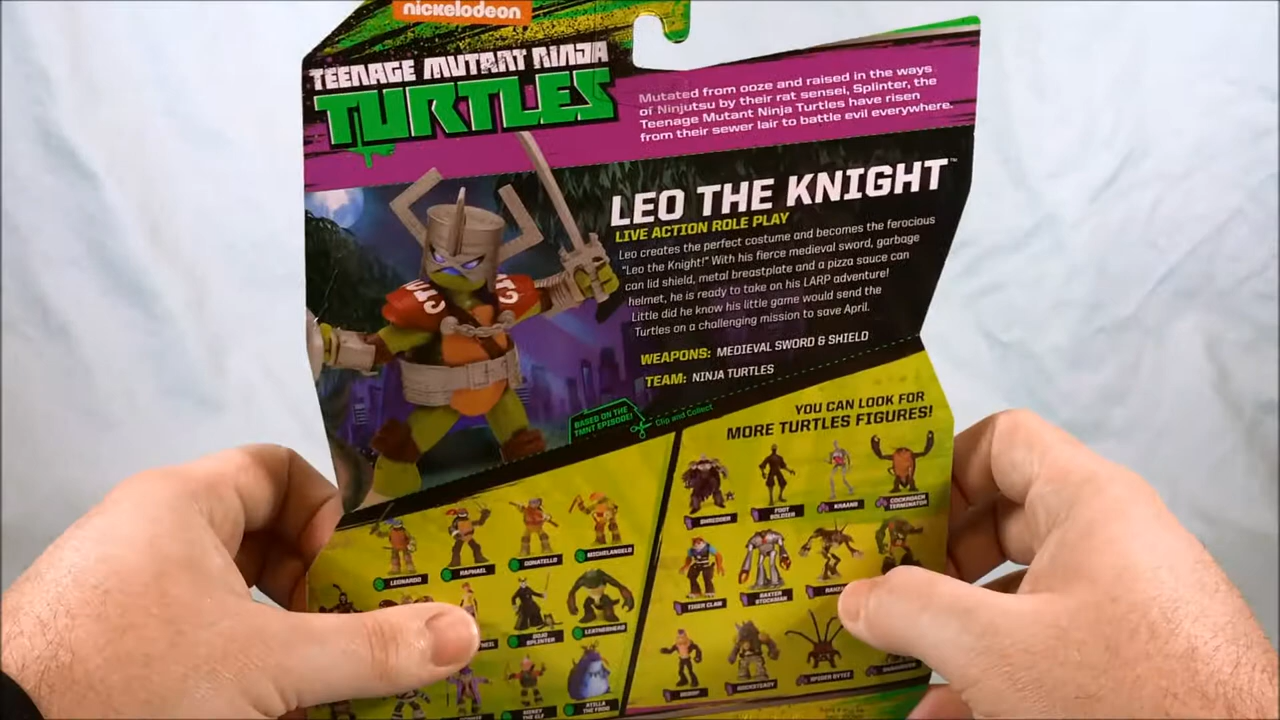 nickelodeon
TEENAGE MUTANT NINJA
TURTLES
Mutated from ooze and raised in the ways
of Ninjutsu by their rat sensei, Splinter, the
Teenage Mutant Ninja Turtles have risen
from their sewer lair to battle evil everywhere.
LEO THE KNIGHT™
LIVE ACTION ROLE PLAY
Leo creates the perfect costume and becomes the ferocious
"Leo the Knight!" With his fierce medieval sword, garbage
can lid shield, metal breastplate and a pizza sauce can
helmet, he is ready to take on his LARP adventure!
Little did he know his little game would send the
Turtles on a challenging mission to save April.
WEAPONS: MEDIEVAL SWORD & SHIELD
TEAM: NINJA TURTLES
BASED ON THE
TMNT EPISODE!
Clip and Collect
YOU CAN LOOK FOR
MORE TURTLES FIGURES!
LEONARDO
RAPHAEL
DONATELLO
MICHELANGELO
DOJO
SPLINTER
LEATHERHEAD
THE ELF
THE FROG
SHREDDER
FOOT
SOLDIER
KRAANG
COCKROACH
TERMINATOR
TIGER CLAW
BAXTER
STOCKMAN
BEBOP
ROCKSTEADY
SPIDER BYTEZ